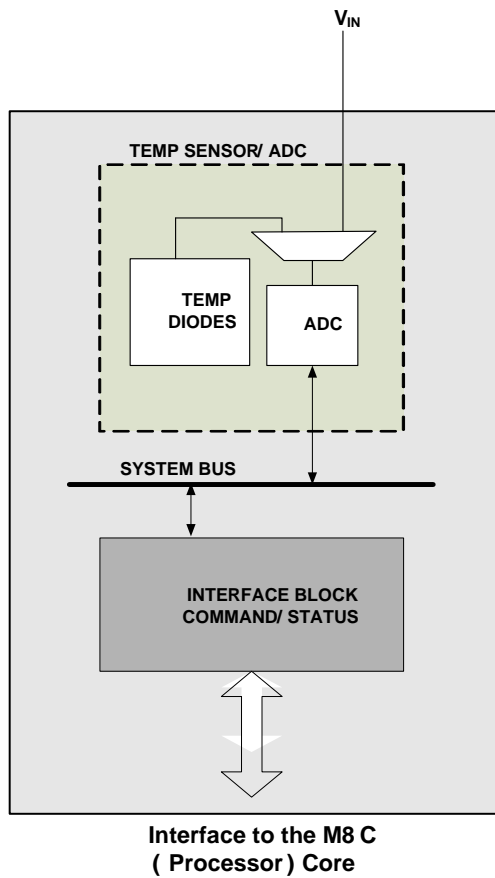 VIN
TEMP SENSOR/ ADC
TEMP
DIODES
ADC
SYSTEM BUS
INTERFACE BLOCK
COMMAND/ STATUS
Interface to the M8 C
( Processor ) Core